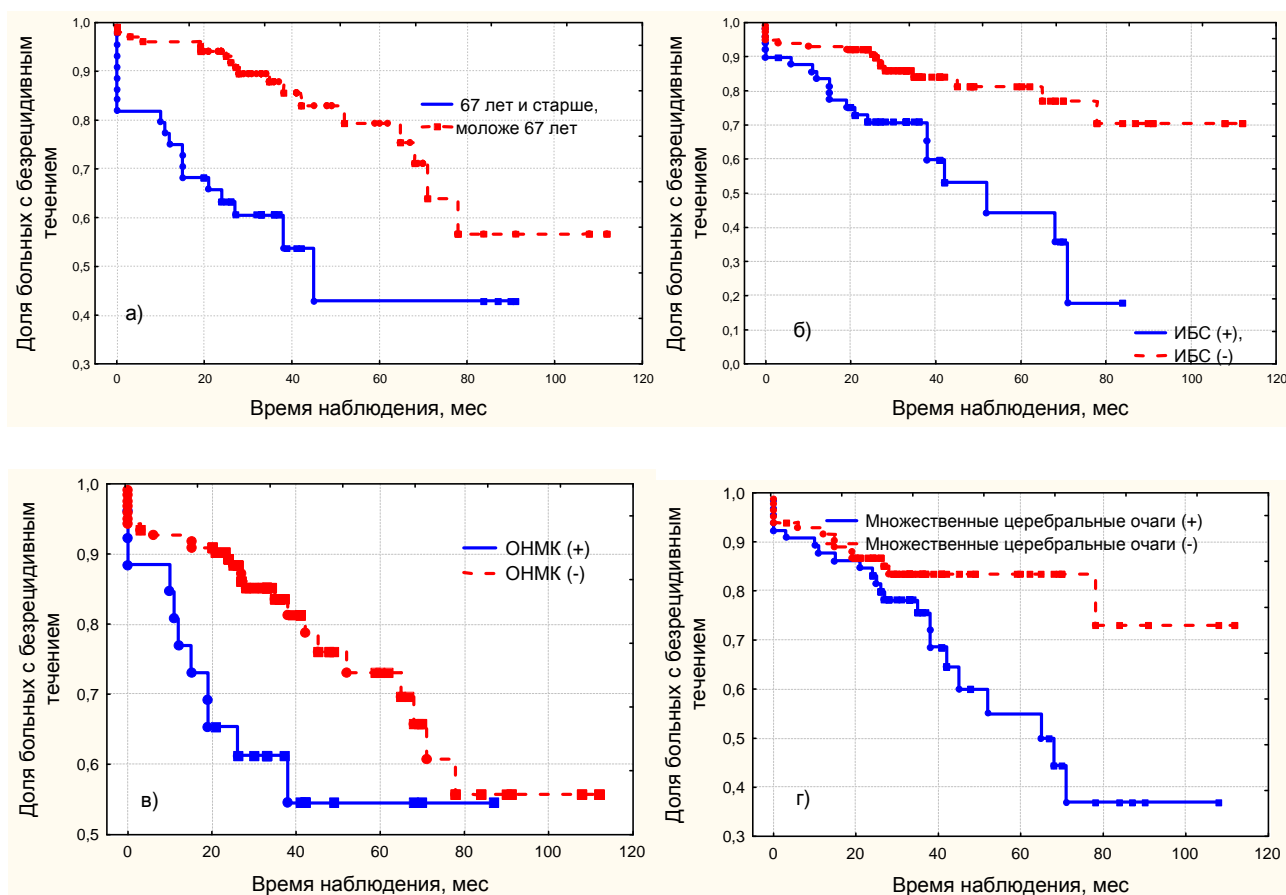 1,0
0,9
0,8
0,7
0,6
0,5
0,4
0,3
0 20 40 60 80 100 120
Доля больных с безрецидивным
течением
67 лет и старше,
моложе 67 лет
а)
Время наблюдения, мес
1,0
0,9
0,8
0,7
0,6
0,5
0,4
0,3
0,2
0,1
0,0
0 20 40 60 80 100 120
Доля больных с безрецидивным
течением
б)
ИБС (+),
ИБС (-)
Время наблюдения, мес
1,0
0,9
0,8
0,7
0,6
0,5
0 20 40 60 80 100 120
Доля больных с безрецидивным
течением
ОНМК (+)
ОНМК (-)
в)
Время наблюдения, мес
1,0
0,9
0,8
0,7
0,6
0,5
0,4
0,3
0 20 40 60 80 100 120
Доля больных с безрецидивным
течением
Множественные церебральные очаги (+)
Множественные церебральные очаги (-)
г)
Время наблюдения, мес